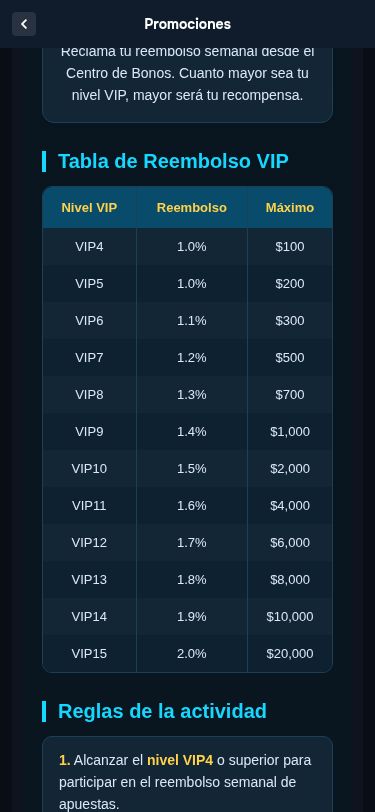 Promociones
Reclama tu reembolso semanal desde el
Centro de Bonos. Cuanto mayor sea tu
nivel VIP, mayor será tu recompensa.
Tabla de Reembolso VIP
Nivel VIP Reembolso Máximo
VIP4 1.0% $100
VIP5 1.0% $200
VIP6 1.1% $300
VIP7 1.2% $500
VIP8 1.3% $700
VIP9 1.4% $1,000
VIP10 1.5% $2,000
VIP11 1.6% $4,000
VIP12 1.7% $6,000
VIP13 1.8% $8,000
VIP14 1.9% $10,000
VIP15 2.0% $20,000
Reglas de la actividad
1. Alcanzar el nivel VIP4 o superior para
participar en el reembolso semanal de
apuestas.